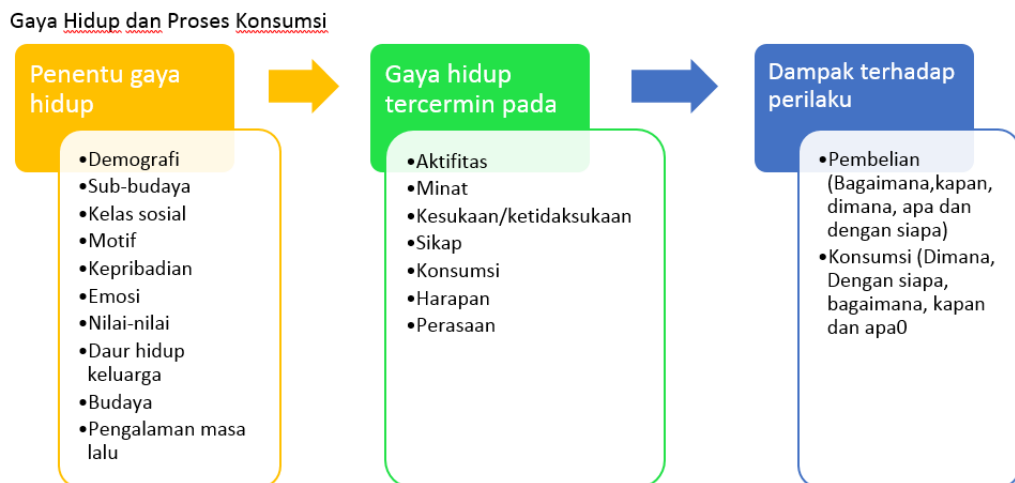 Gaya Hidup dan Proses Konsumsi
Penentu gaya
hidup
•Demografi
•Sub-budaya
•Kelas sosial
•Motif
•Kepribadian
•Emosi
•Nilai-nilai
•Daur hidup
keluarga
•Budaya
•Pengalaman masa
lalu
Gaya hidup
tercermin pada
•Aktifitas
•Minat
•Kesukaan/ketidaksukaan
•Sikap
•Konsumsi
•Harapan
•Perasaan
Dampak terhadap
perilaku
•Pembelian
(Bagaimana,kapan,
dimana, apa dan
dengan siapa)
•Konsumsi (Dimana,
Dengan siapa,
bagaimana, kapan
dan apa0